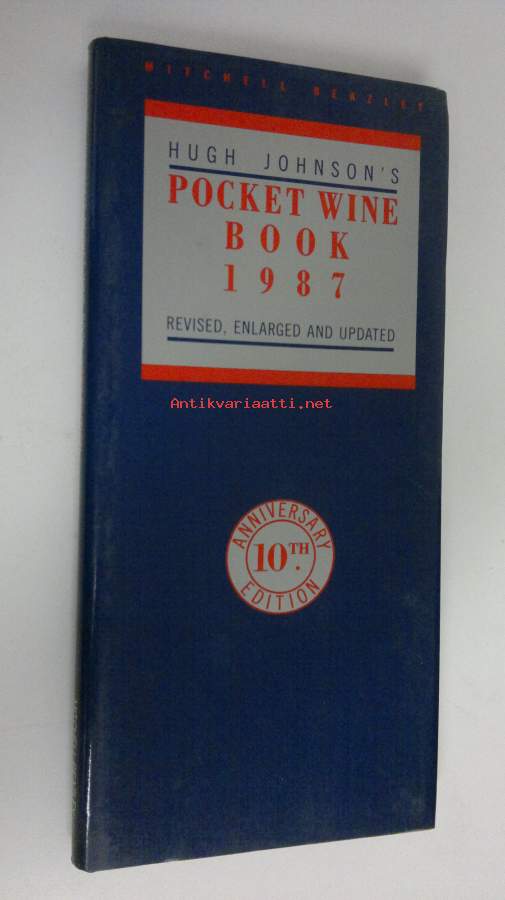 MITCHELL BEAZLEY
HUGH JOHNSON'S
POCKET WINE
BOOK
1987
REVISED, ENLARGED AND UPDATED
Antikvariaatti.net
ANNIVERSARY
10TH.
EDITION